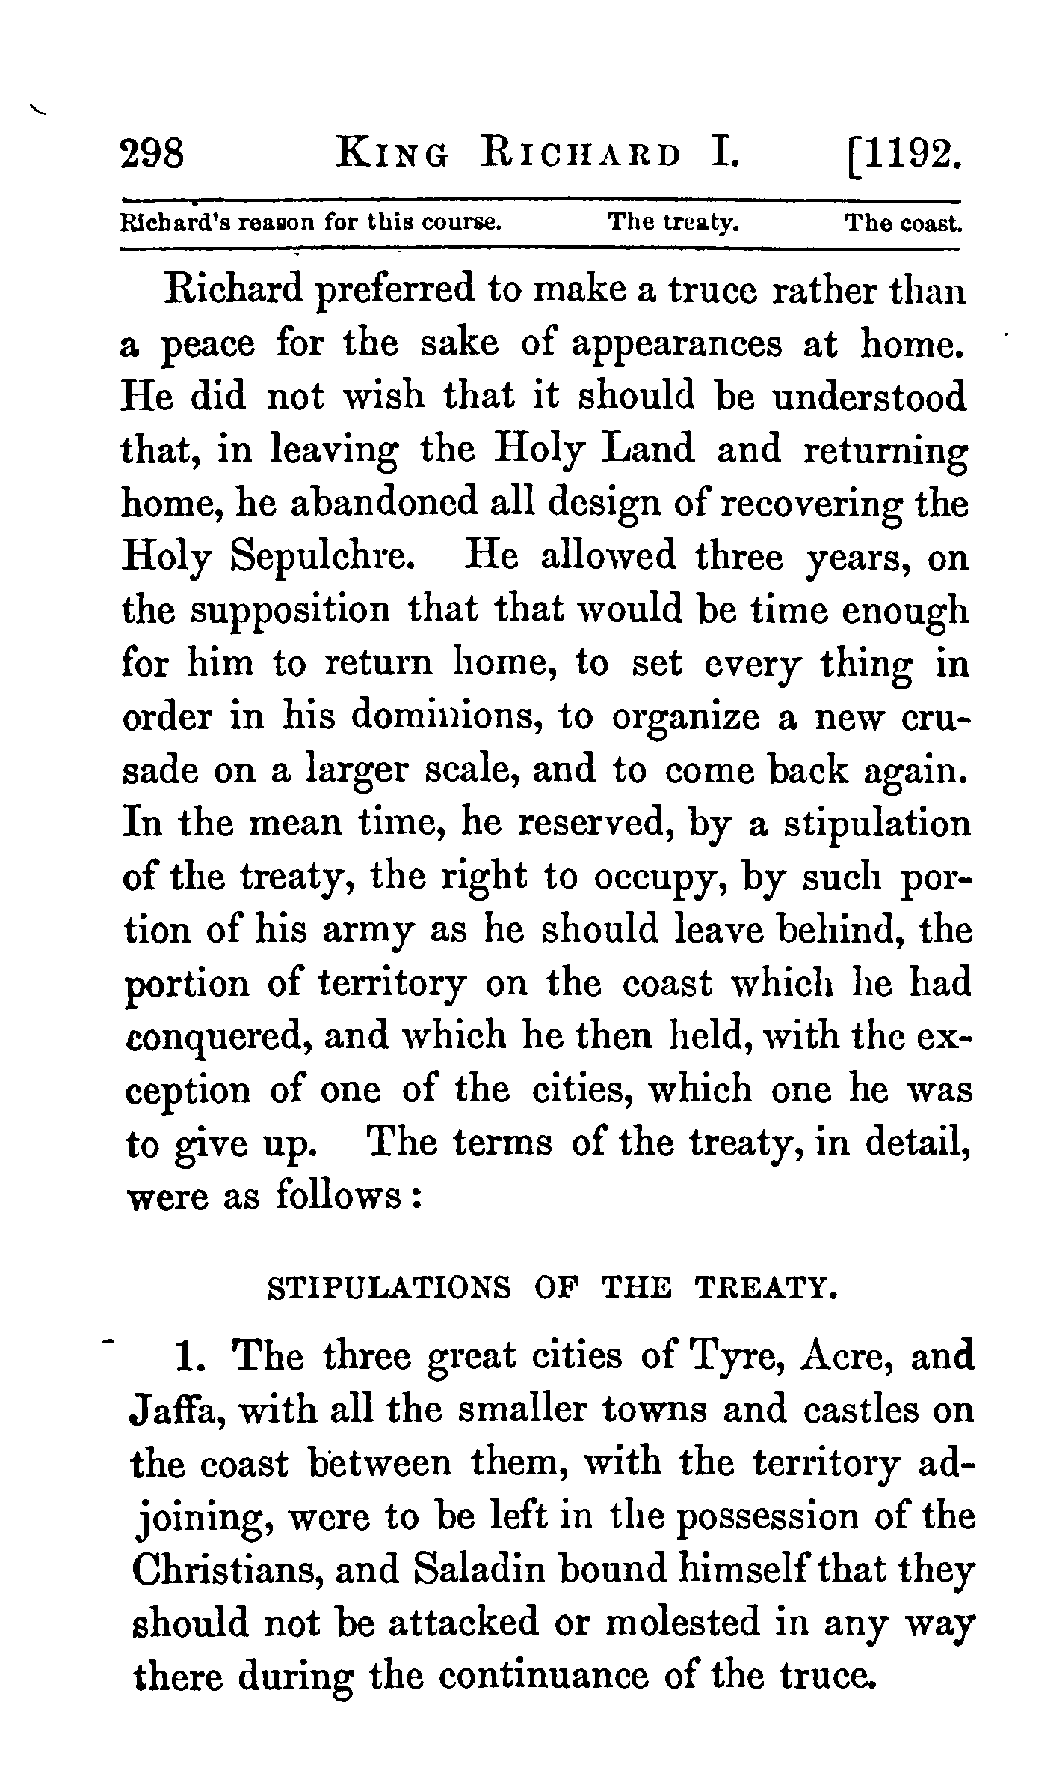 298 KING RICHARD I. [1192.
Richard's reason for this course. The treaty. The coast.
Richard preferred to make a truce rather than
a peace for the sake of appearances at home.
He did not wish that it should be understood
that, in leaving the Holy Land and returning
home, he abandoned all design of recovering the
Holy Sepulchre. He allowed three years, on
the supposition that that would be time enough
for him to return home, to set every thing in
order in his dominions, to organize a new cru-
sade on a larger scale, and to come back again.
In the mean time, he reserved, by a stipulation
of the treaty, the right to occupy, by such por-
tion of his army as he should leave behind, the
portion of territory on the coast which he had
conquered, and which he then held, with the ex-
ception of one of the cities, which one he was
to give up. The terms of the treaty, in detail,
were as follows:
STIPULATIONS OF THE TREATY.
1. The three great cities of Tyre, Acre, and
Jaffa, with all the smaller towns and castles on
the coast between them, with the territory ad-
joining, were to be left in the possession of the
Christians, and Saladin bound himself that they
should not be attacked or molested in any way
there during the continuance of the truce.